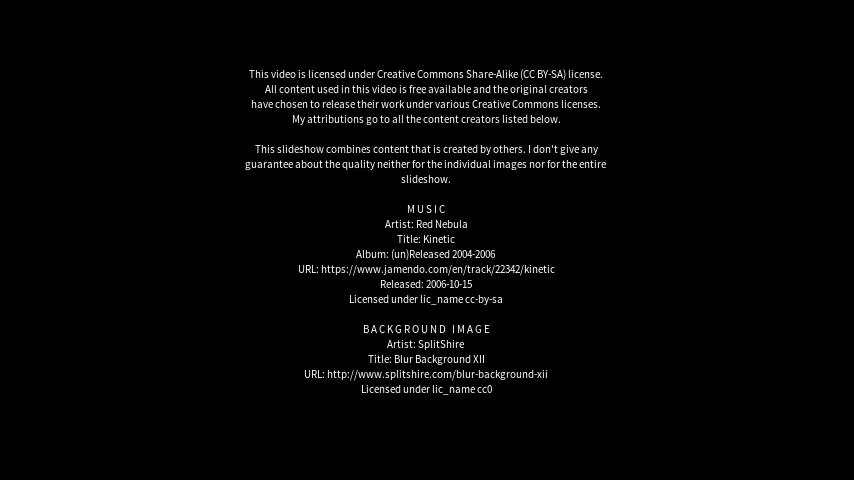 This video is licensed under Creative Commons Share-Alike (CC BY-SA) license.
All content used in this video is free available and the original creators
have chosen to release their work under various Creative Commons licenses.
My attributions go to all the content creators listed below.
This slideshow combines content that is created by others. I don't give any
guarantee about the quality neither for the individual images nor for the entire
slideshow.
MUSIC
Artist: Red Nebula
Title: Kinetic
Album: (un)Released 2004-2006
URL: https://www.jamendo.com/en/track/22342/kinetic
Released: 2006-10-15
Licensed under lic_name cc-by-sa
BACKGROUND IMAGE
Artist: SplitShire
Title: Blur Background XII
URL: http://www.splitshire.com/blur-background-xii
Licensed under lic_name cc0